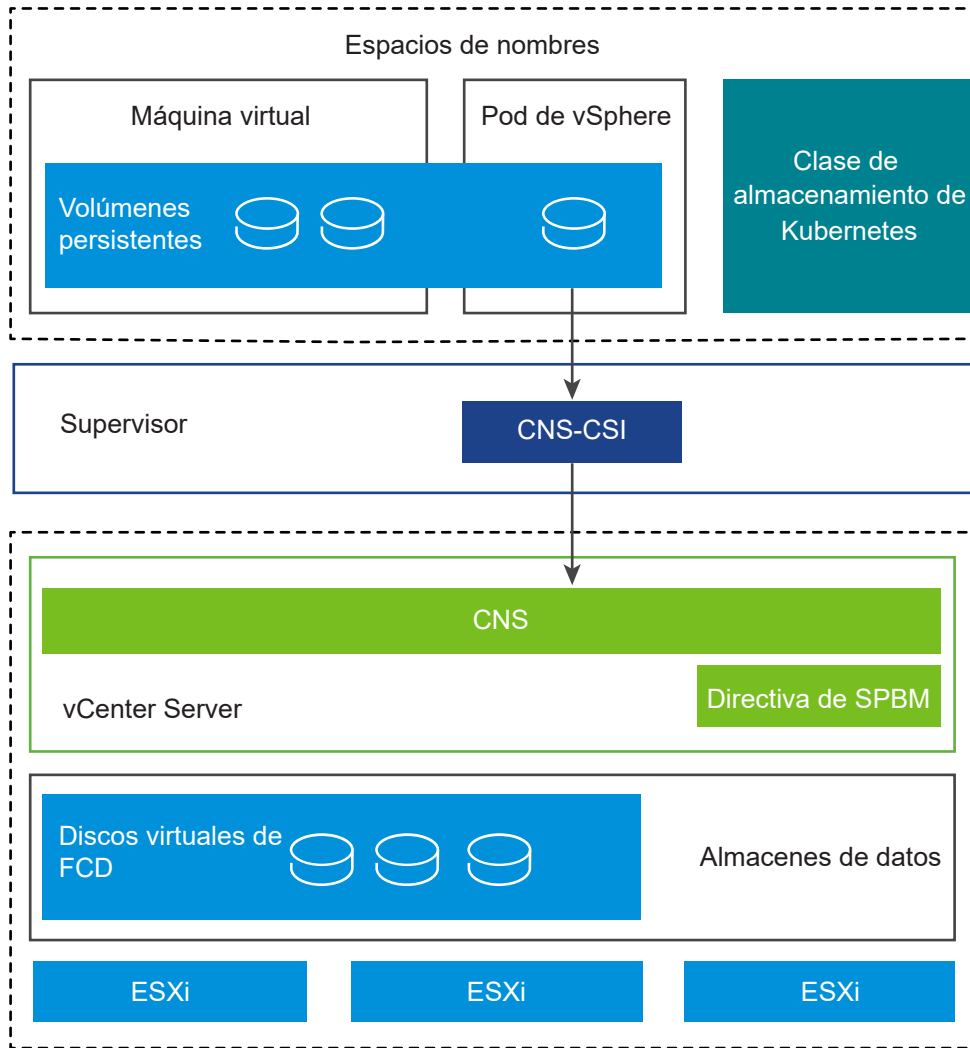 Espacios de nombres
Máquina virtual
Pod de vSphere
Clase de
almacenamiento de
Kubernetes
Volúmenes
persistentes
Supervisor
CNS-CSI
CNS
vCenter Server
Directiva de SPBM
Discos virtuales de
FCD
Almacenes de datos
ESXi
ESXi
ESXi